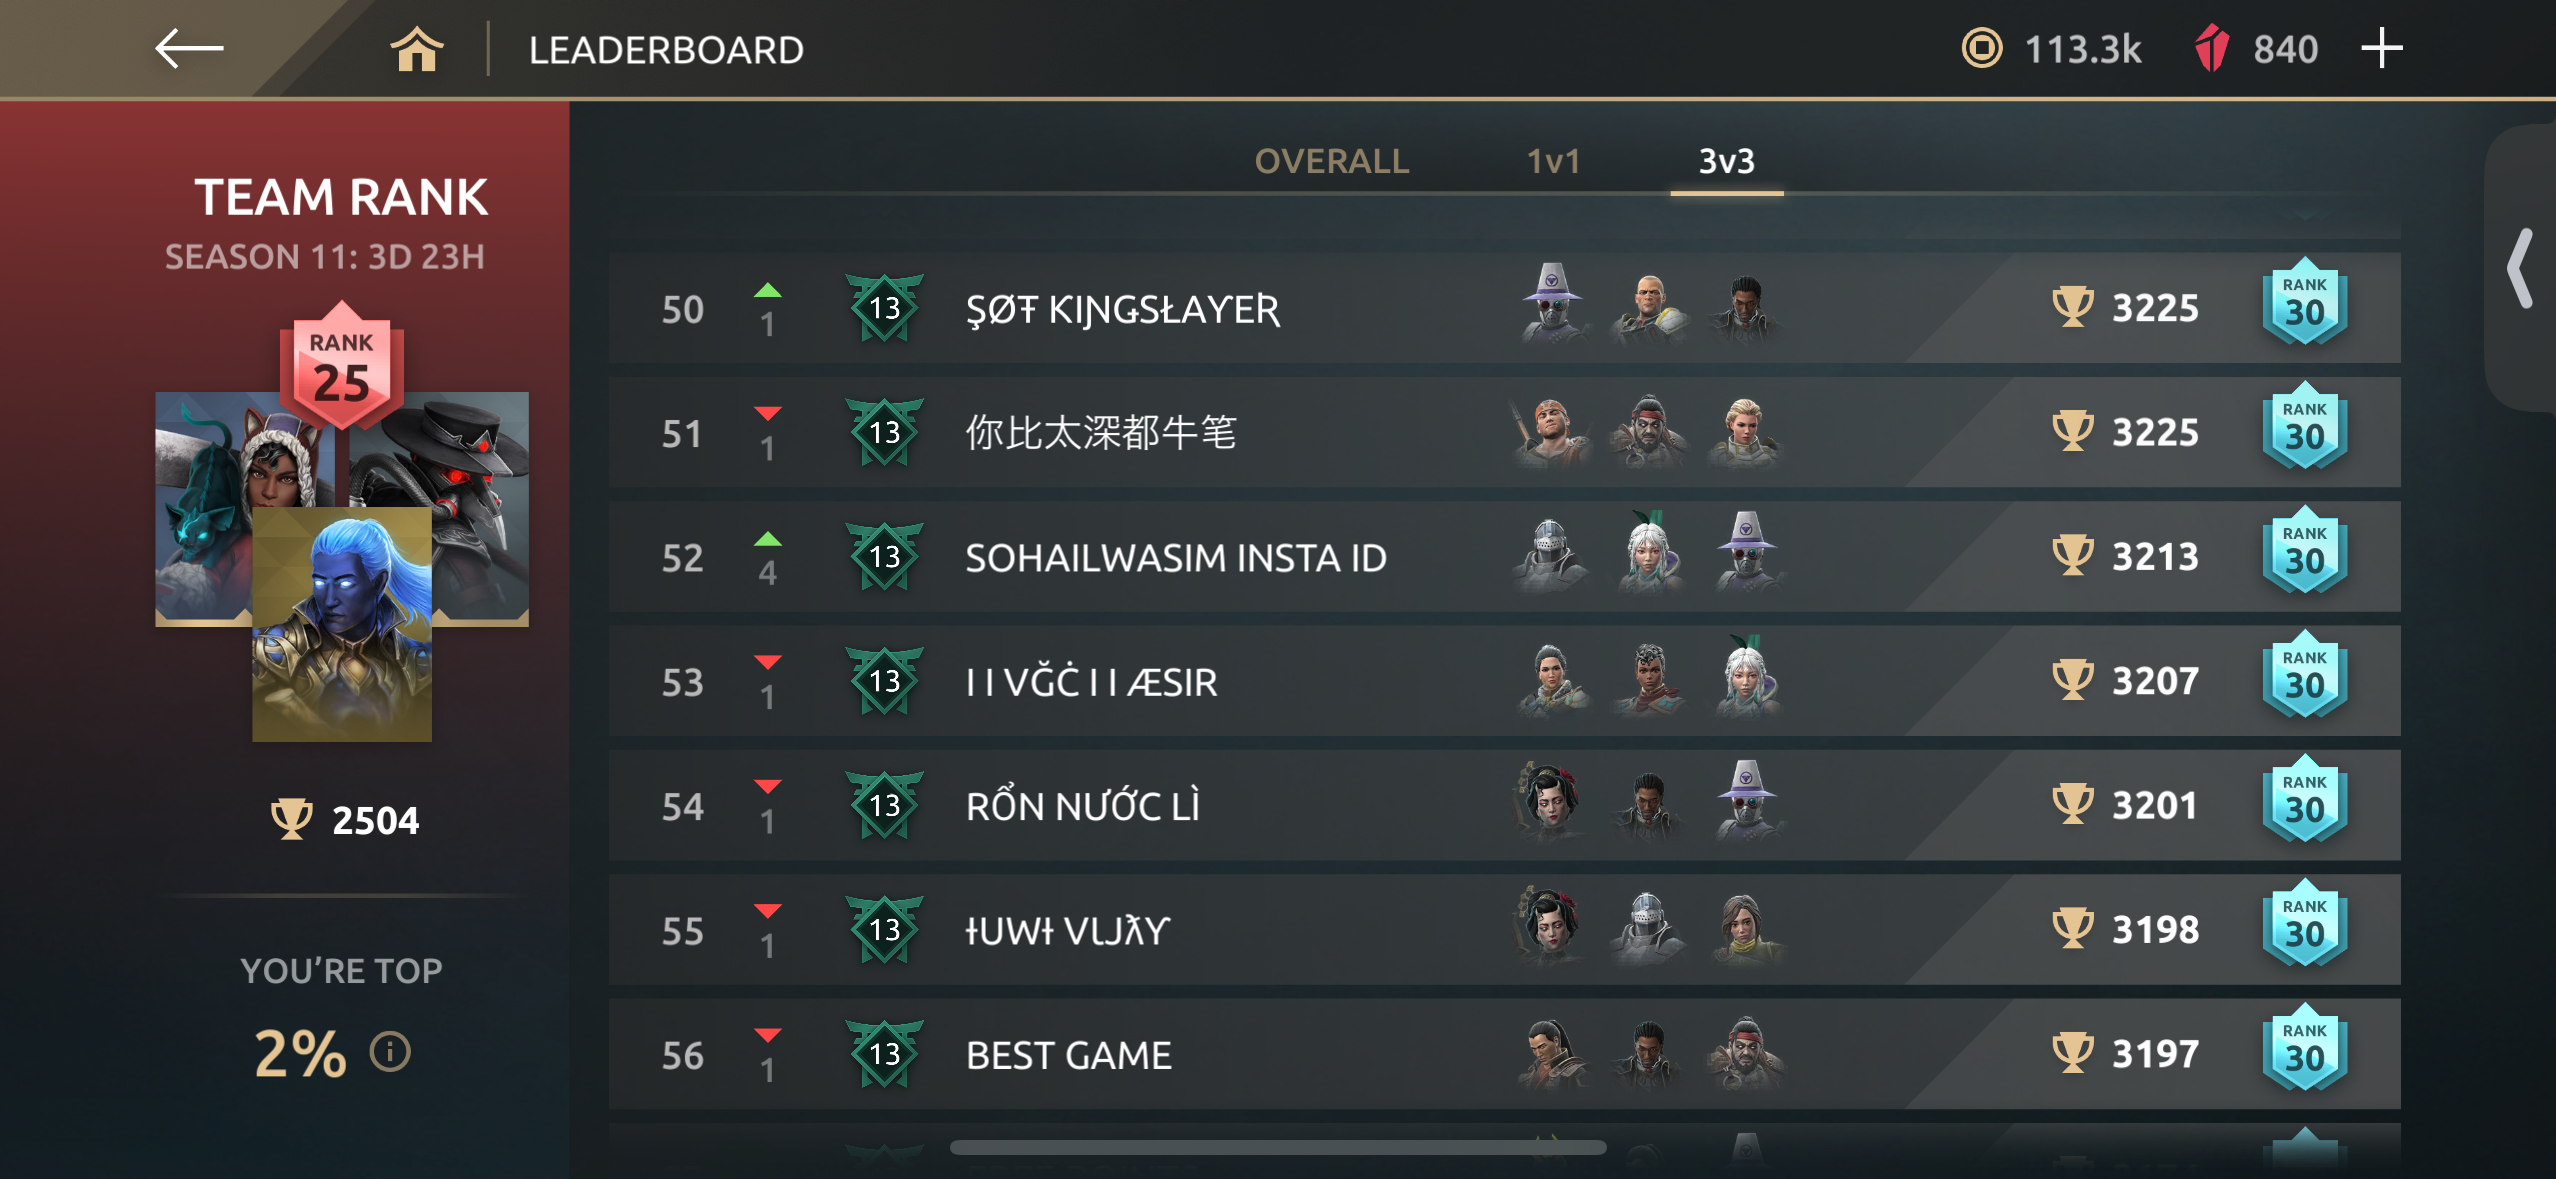 LEADERBOARD
113.3k
840
TEAM RANK
SEASON 11: 3D 23H
RANK
25
2504
YOU'RE TOP
2%
OVERALL 1v1 3v3
50 1 13 ŞØŦ KIɲGSŁAYER 3225 RANK 30
51 1 13 你比太深都牛笔 3225 RANK 30
52 4 13 SOHAILWASIM INSTA ID 3213 RANK 30
53 1 13 I I VĞĊ I I ÆSIR 3207 RANK 30
54 1 13 RỔN NƯỚC LÌ 3201 RANK 30
55 1 13 3198 RANK 30
56 1 13 BEST GAME 3197 RANK 30